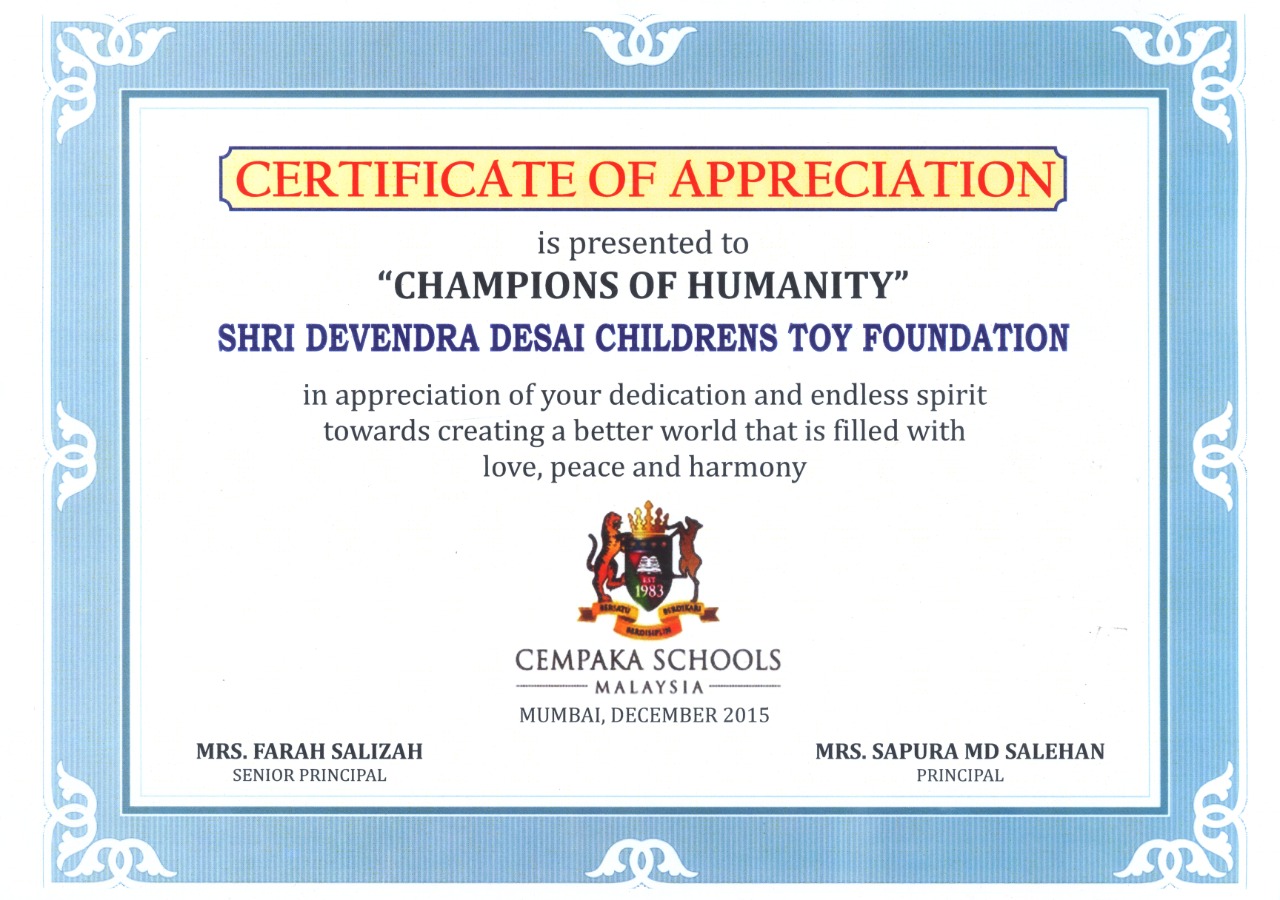 CERTIFICATE OF APPRECIATION
is presented to
“CHAMPIONS OF HUMANITY”
SHRI DEVENDRA DESAI CHILDRENS TOY FOUNDATION
in appreciation of your dedication and endless spirit
towards creating a better world that is filled with
love, peace and harmony
EST
1983
BERSATU BERDIKARI
BERDISIPLIN
CEMPAKA SCHOOLS
MALAYSIA
MUMBAI, DECEMBER 2015
MRS. FARAH SALIZAH MRS. SAPURA MD SALEHAN
SENIOR PRINCIPAL PRINCIPAL